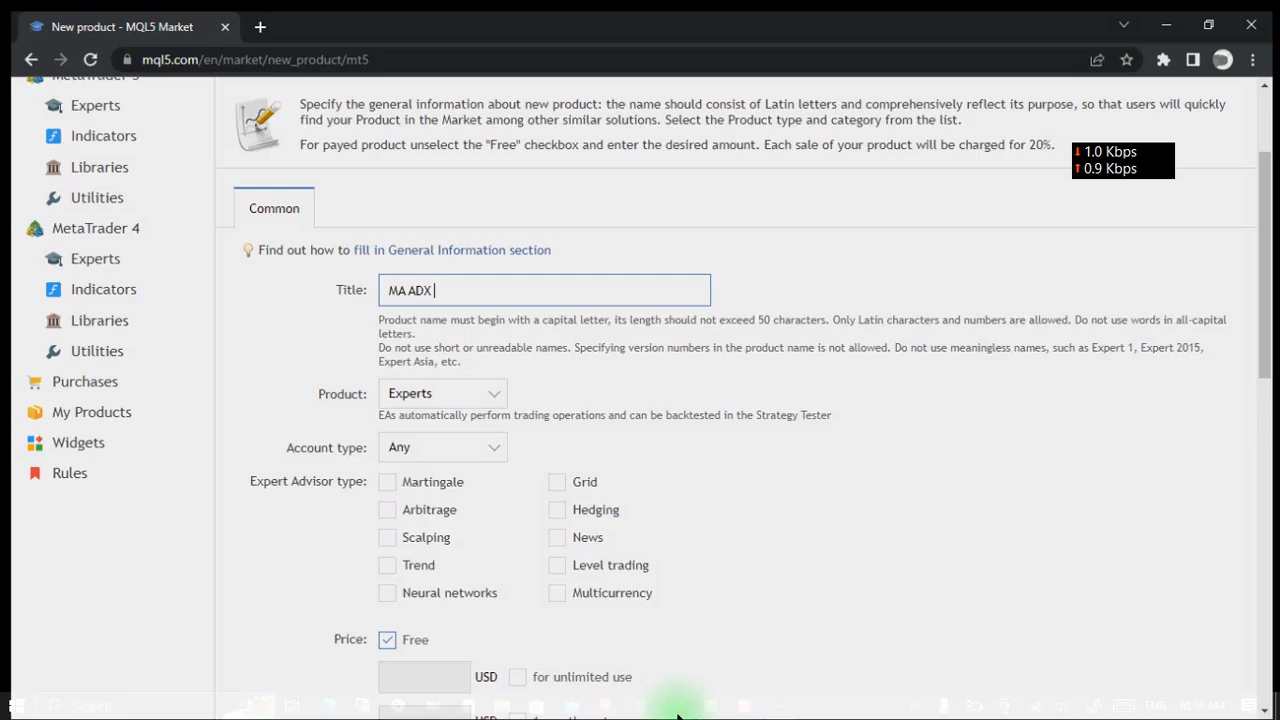 New product - MQL5 Market
mql5.com/en/market/new_product/mt5
MetaTrader 5
Experts
Indicators
Libraries
Utilities
MetaTrader 4
Experts
Indicators
Libraries
Utilities
Purchases
My Products
Widgets
Rules
Specify the general information about new product: the name should consist of Latin letters and comprehensively reflect its purpose, so that users will quickly
find your Product in the Market among other similar solutions. Select the Product type and category from the list.
For payed product unselect the "Free" checkbox and enter the desired amount. Each sale of your product will be charged for 20%.
1.0 Kbps
0.9 Kbps
Common
Find out how to fill in General Information section
Title: MA ADX
Product name must begin with a capital letter, its length should not exceed 50 characters. Only Latin characters and numbers are allowed. Do not use words in all-capital
letters.
Do not use short or unreadable names. Specifying version numbers in the product name is not allowed. Do not use meaningless names, such as Expert 1, Expert 2015,
Expert Asia, etc.
Product: Experts
EAs automatically perform trading operations and can be backtested in the Strategy Tester
Account type: Any
Expert Advisor type: Martingale Grid
Arbitrage Hedging
Scalping News
Trend Level trading
Neural networks Multicurrency
Price: Free
USD for unlimited use
USD
Search
ENG